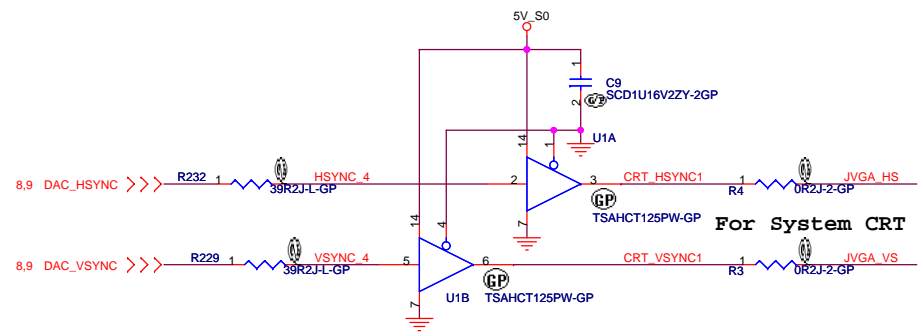 5V_S0
1
C9
SCD1U16V2ZY-2GP
2
G/P
U1A
14
1
8,9 DAC_HSYNC
R232
1
39R2J-L-GP
HSYNC_4
2
3
CRT_HSYNC1
R4
1
0R2J-2-GP
JVGA_HS
GP
TSAHCT125PW-GP
7
14
4
For System CRT
8,9 DAC_VSYNC
R229
1
39R2J-L-GP
VSYNC_4
5
6
CRT_VSYNC1
R3
1
0R2J-2-GP
JVGA_VS
GP
TSAHCT125PW-GP
U1B
7